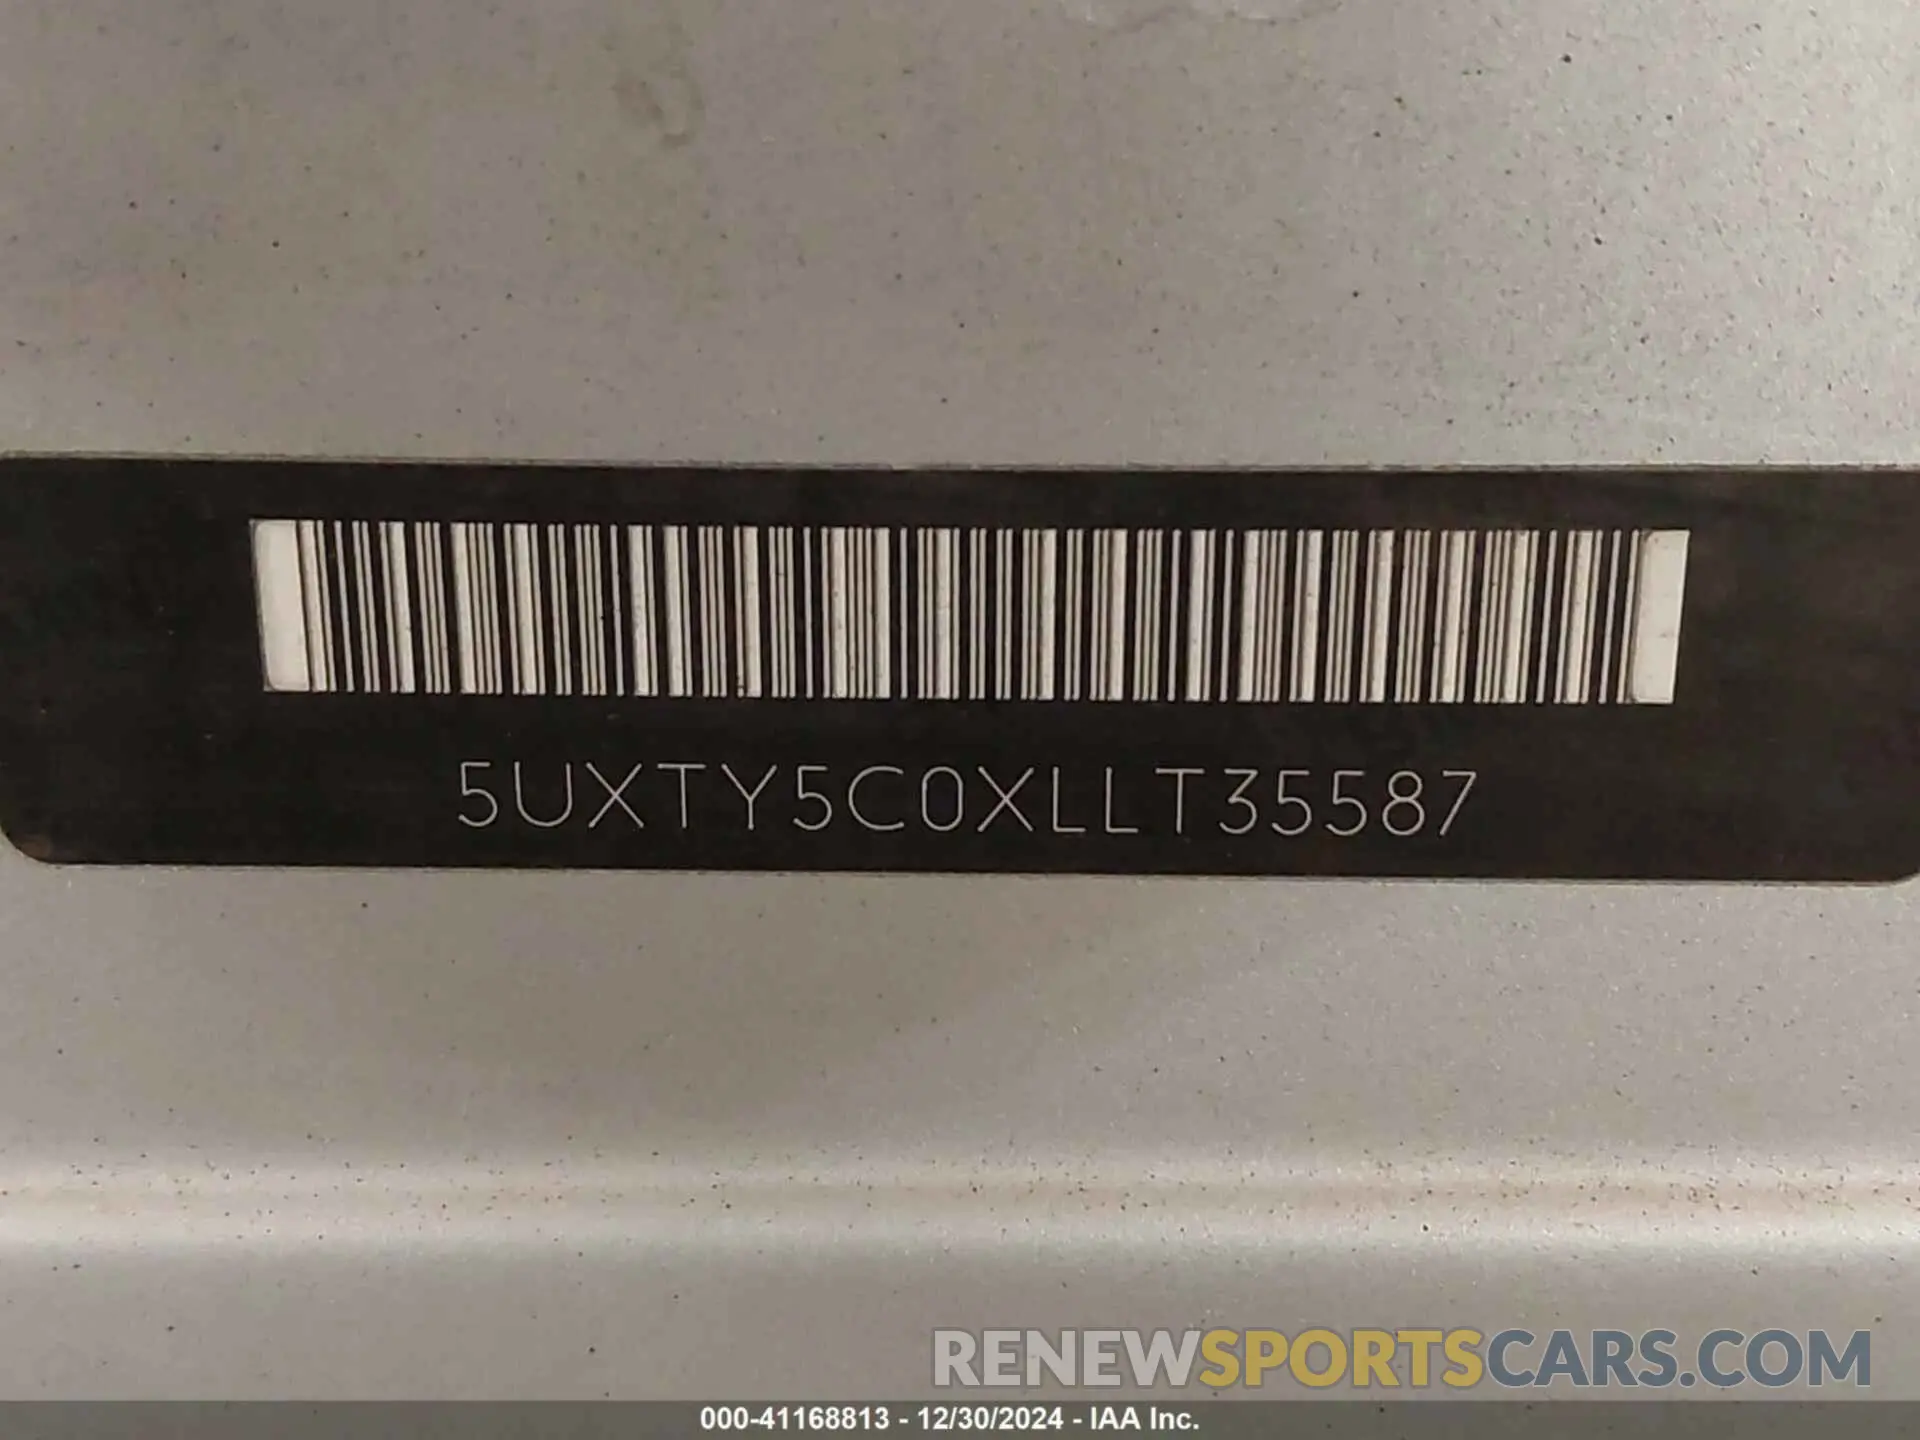 5UXTY5C0XLLT35587
RENEWSPORTSCARS.COM
000-41168813 - 12/30/2024 - IAA Inc.